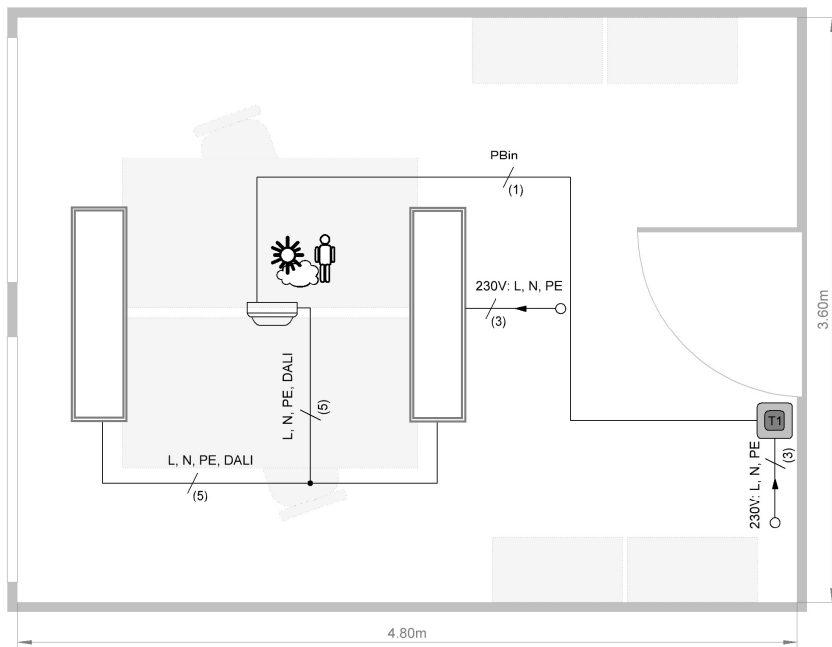 PBin
(1)
230V: L, N, PE
(3)
3.60m
L, N, PE, DALI
(5)
T1
L, N, PE, DALI
(5)
230V: L, N, PE
(3)
4.80m